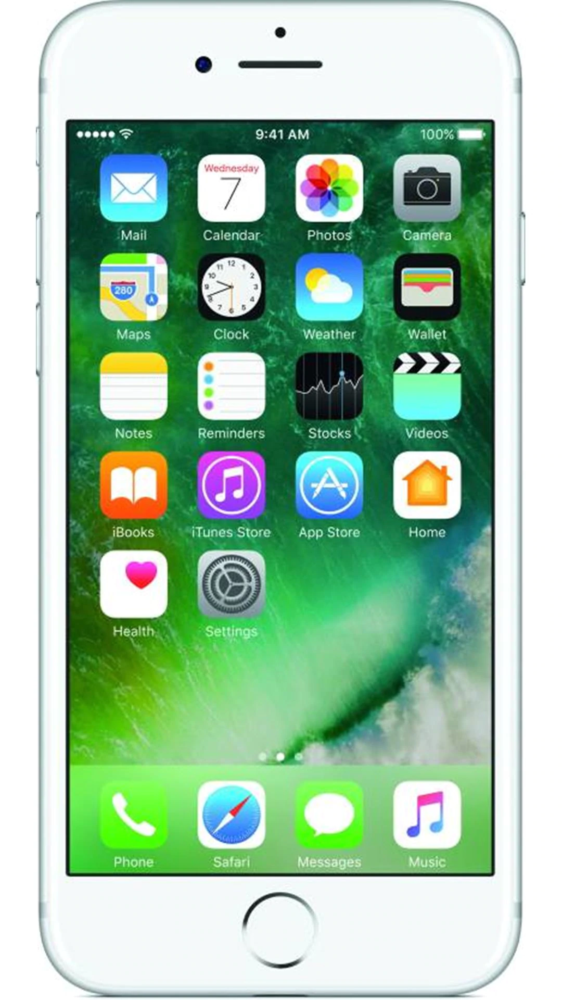 9:41 AM 100%
Wednesday
7
Mail Calendar Photos Camera
280
12
11 1
10 2
9 3
8 4
7 5
6
Maps Clock Weather Wallet
Notes Reminders Stocks Videos
iBooks iTunes Store App Store Home
Health Settings
Phone Safari Messages Music